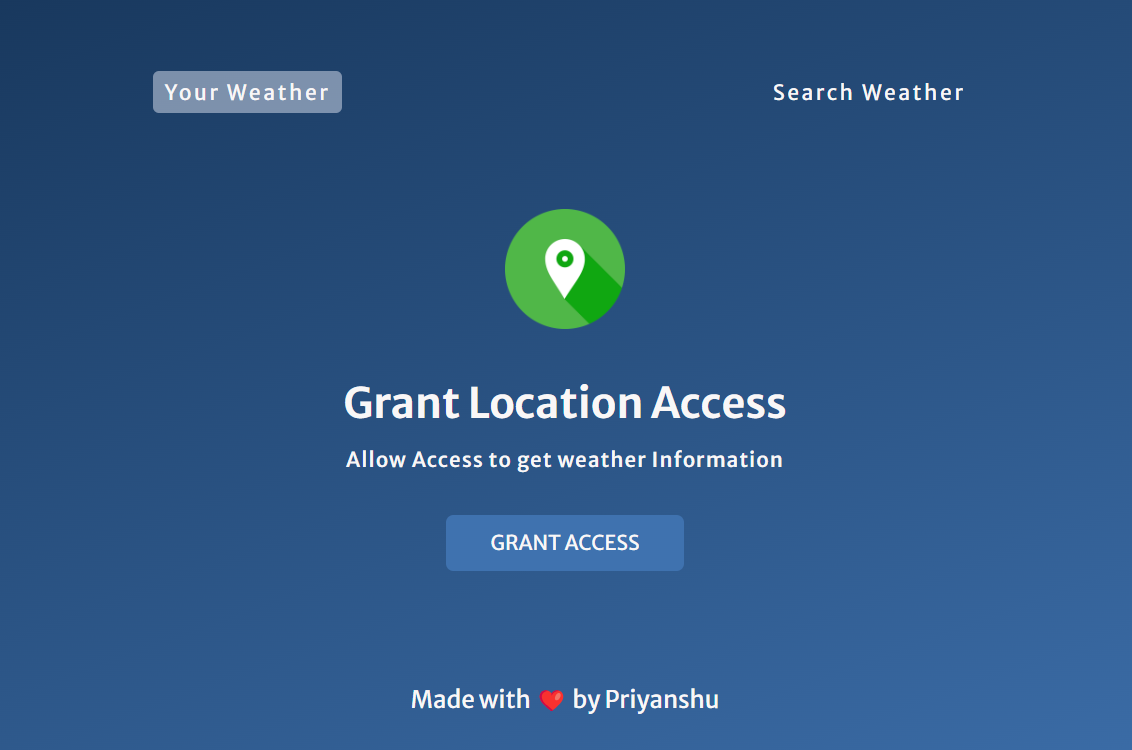 Your Weather
Search Weather
Grant Location Access
Allow Access to get weather Information
GRANT ACCESS
Made with ❤️ by Priyanshu